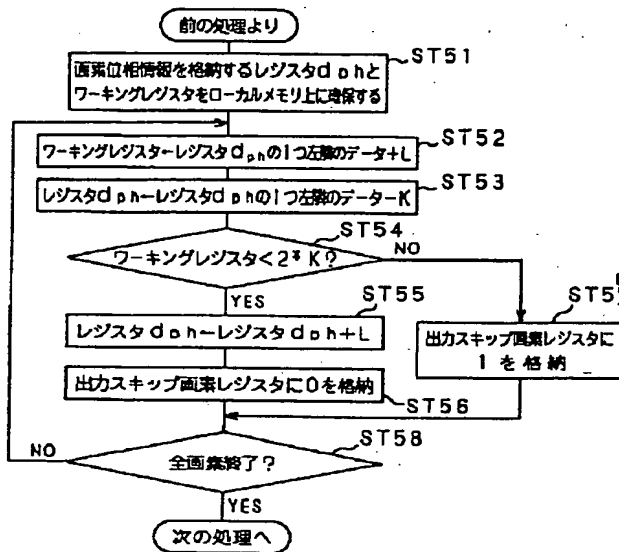 前の処理より
ST51
画素位相情報を格納するレジスタdphと
ワーキングレジスタをローカルメモリ上に確保する
ST52
ワーキングレジスタ←レジスタdphの1つ左隣のデータ+L
ST53
レジスタdph←レジスタdphの1つ左隣のデータ-K
ST54
ワーキングレジスタ<2*K?
NO
YES
ST55
レジスタdph←レジスタdph+L
出力スキップ画素レジスタに
1を格納
出力スキップ画素レジスタに0を格納
ST56
ST58
NO
全画素終了?
YES
次の処理へ